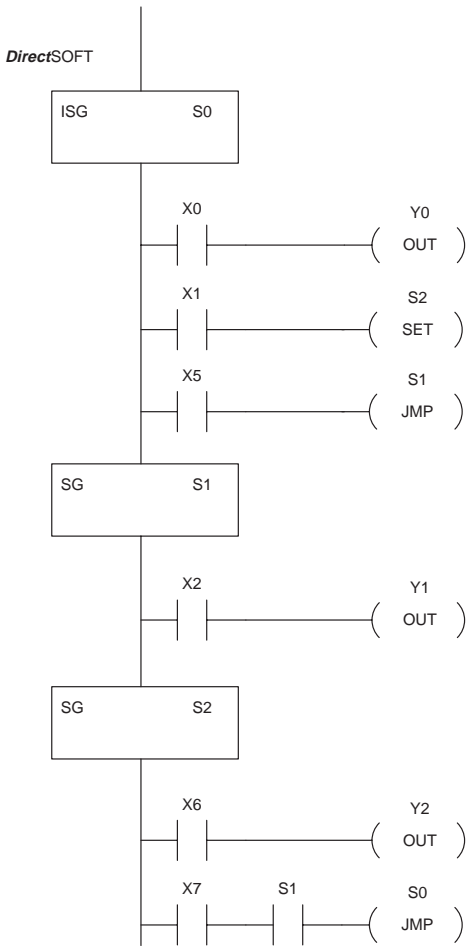 DirectSOFT
ISG S0
X0 Y0
OUT
X1 S2
SET
X5 S1
JMP
SG S1
X2 Y1
OUT
SG S2
X6 Y2
OUT
X7 S1 S0
JMP